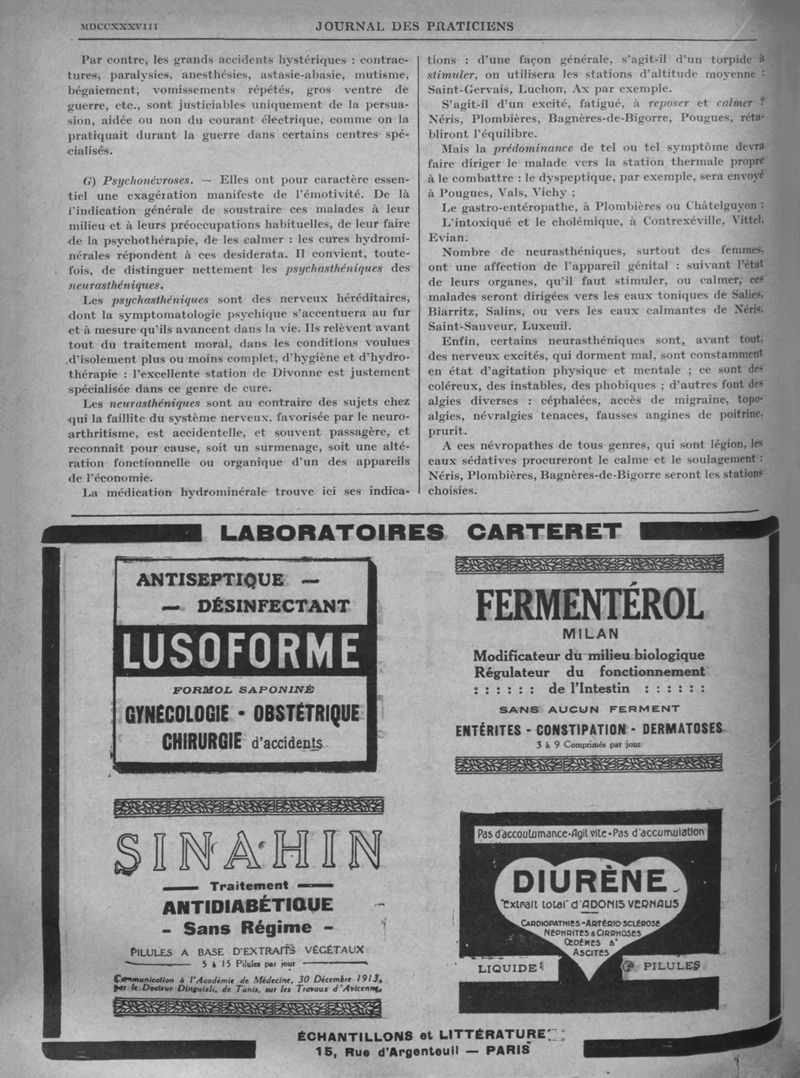 MDCCXXXVIII
JOURNAL DES PRATICIENS
Par contre, les grands accidents hystériques : contrac-
tures, paralysies, anesthésies, astasie-abasie, mutisme,
bégaiement, vomissements répétés, gros ventre de
guerre, etc., sont justiciables uniquement de la persua-
sion, aidée ou non du courant électrique, comme on la
pratiquait durant la guerre dans certains centres spé-
cialisés.
G) Psychonévroses. — Elles ont pour caractère essen-
tiel une exagération manifeste de l'émotivité. De là
l'indication générale de soustraire ces malades à leur
milieu et à leurs préoccupations habituelles, de leur faire
de la psychothérapie, de les calmer : les cures hydromi-
nérales répondent à ces desiderata. Il convient, toute-
fois, de distinguer nettement les psychasthéniques des
neurasthéniques.
Les psychasthéniques sont des nerveux héréditaires,
dont la symptomatologie psychique s'accentuera au fur
et à mesure qu'ils avancent dans la vie. Ils relèvent avant
tout du traitement moral, dans les conditions voulues
d'isolement plus ou moins complet, d'hygiène et d'hydro-
thérapie : l'excellente station de Divonne est justement
spécialisée dans ce genre de cure.
Les neurasthéniques sont au contraire des sujets chez
qui la faillite du système nerveux, favorisée par le neuro-
arthritisme, est accidentelle, et souvent passagère, et
reconnaît pour cause, soit un surmenage, soit une alté-
ration fonctionnelle ou organique d'un des appareils
de l'économie.
La médication hydrominérale trouve ici ses indica-
tions : d'une façon générale, s'agit-il d'un torpide à
stimuler, on utilisera les stations d'altitude moyenne :
Saint-Gervais, Luchon, Ax par exemple.
S'agit-il d'un excité, fatigué, à reposer et calmer ?
Néris, Plombières, Bagnères-de-Bigorre, Pougues, réta-
bliront l'équilibre.
Mais la prédominance de tel ou tel symptôme devra
faire diriger le malade vers la station thermale propre
à le combattre : le dyspeptique, par exemple, sera envoyé
à Pougues, Vals, Vichy ;
Le gastro-entéropathe, à Plombières ou Châtelguyon ;
L'intoxiqué et le cholémique, à Contrexéville, Vittel,
Evian.
Nombre de neurasthéniques, surtout des femmes,
ont une affection de l'appareil génital : suivant l'état
de leurs organes, qu'il faut stimuler, ou calmer, ces
malades seront dirigées vers les eaux toniques de Salies,
Biarritz, Salins, ou vers les eaux calmantes de Néris,
Saint-Sauveur, Luxeuil.
Enfin, certains neurasthéniques sont, avant tout,
des nerveux excités, qui dorment mal, sont constamment
en état d'agitation physique et mentale ; ce sont des
coléreux, des instables, des phobiques ; d'autres font des
algies diverses : céphalées, accès de migraine, topo-
algies, névralgies tenaces, fausses angines de poitrine,
prurit.
A ces névropathes de tous genres, qui sont légion, les
eaux sédatives procureront le calme et le soulagement :
Néris, Plombières, Bagnères-de-Bigorre seront les stations
choisies.
LABORATOIRES CARTERET
ANTISEPTIQUE —
— DÉSINFECTANT
LUSOFORME
FORMOL SAPONINÉ
GYNÉCOLOGIE - OBSTÉTRIQUE
CHIRURGIE d'accidents
FERMENTÉROL
MILAN
Modificateur du milieu biologique
Régulateur du fonctionnement
: : : : : : de l'Intestin : : : : : :
SANS AUCUN FERMENT
ENTÉRITES - CONSTIPATION - DERMATOSES
3 à 9 Comprimés par jour
SINAHIN
Traitement
ANTIDIABÉTIQUE
- Sans Régime -
PILULES A BASE D'EXTRAITS VÉGÉTAUX
5 à 15 Pilules par jour
Communication à l'Académie de Médecine, 30 Décembre 1913,
par le Docteur Dinguizli, de Tunis, sur les Travaux d'Avicenne.
Pas d'accoutumance-Agit vite-Pas d'accumulation
DIURÈNE
Extrait total d'ADONIS VERNALIS
CARDIOPATHIES-ARTÉRIO SCLÉROSE
NÉPHRITES & CIRRHOSES
ŒDÈMES &
ASCITES
LIQUIDE
PILULES
ÉCHANTILLONS et LITTÉRATURE
15, Rue d'Argenteuil — PARIS